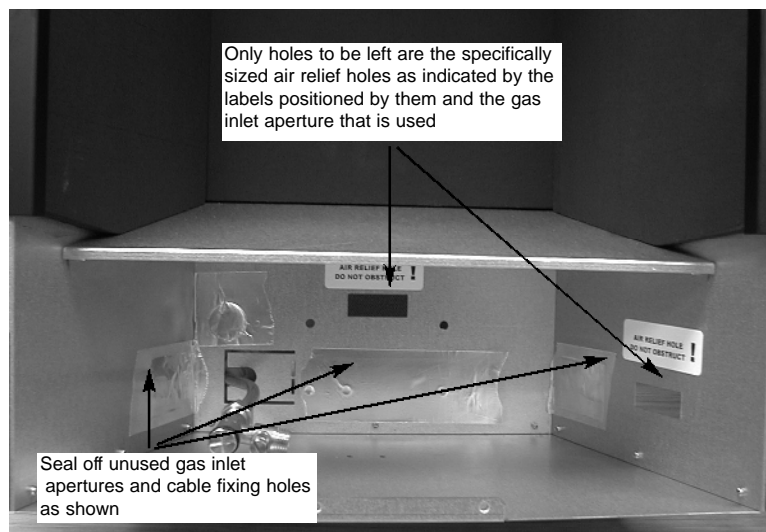 Only holes to be left are the specifically
sized air relief holes as indicated by the
labels positioned by them and the gas
inlet aperture that is used
AIR RELIEF HOLE
DO NOT OBSTRUCT !
AIR RELIEF HOLE
DO NOT OBSTRUCT !
Seal off unused gas inlet
apertures and cable fixing holes
as shown